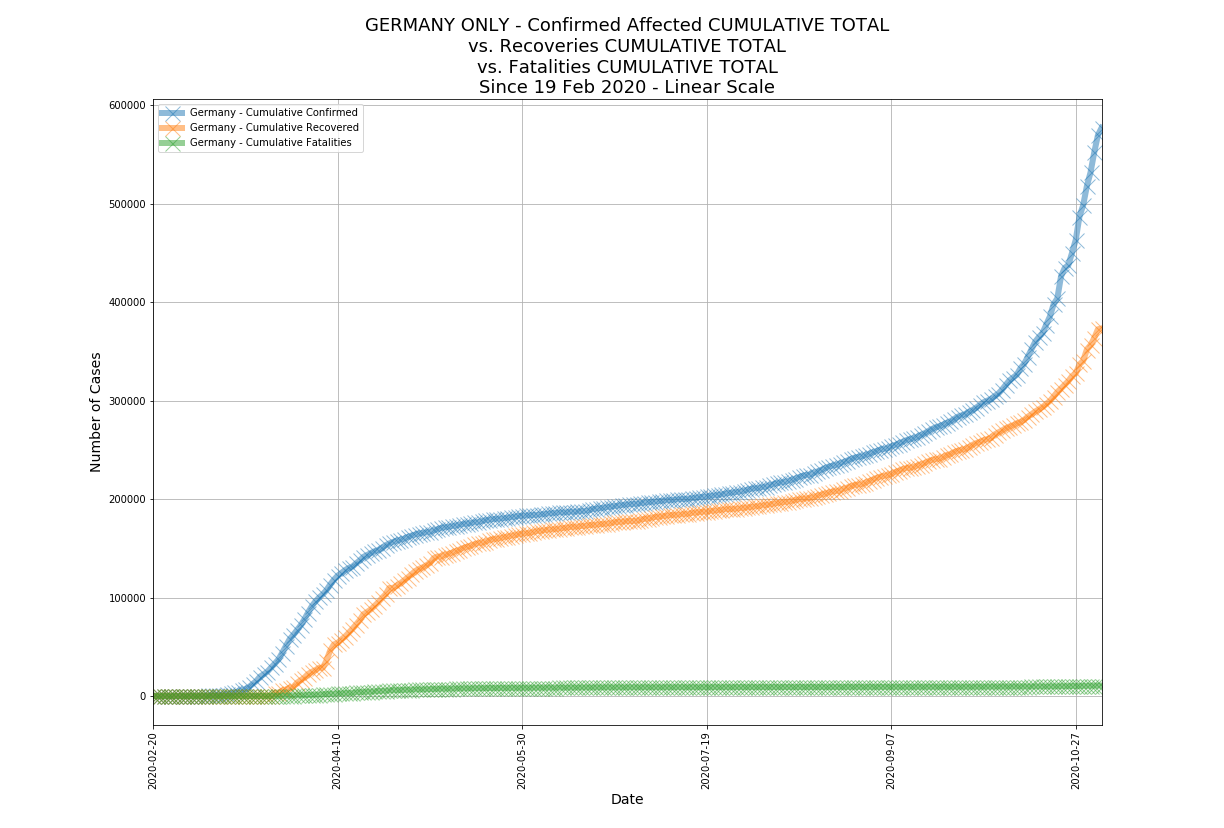 GERMANY ONLY - Confirmed Affected CUMULATIVE TOTAL
vs. Recoveries CUMULATIVE TOTAL
vs. Fatalities CUMULATIVE TOTAL
Since 19 Feb 2020 - Linear Scale
Germany - Cumulative Confirmed
Germany - Cumulative Recovered
Germany - Cumulative Fatalities
Number of Cases
600000
500000
400000
300000
200000
100000
0
2020-02-20
2020-04-10
2020-05-30
2020-07-19
2020-09-07
2020-10-27
Date